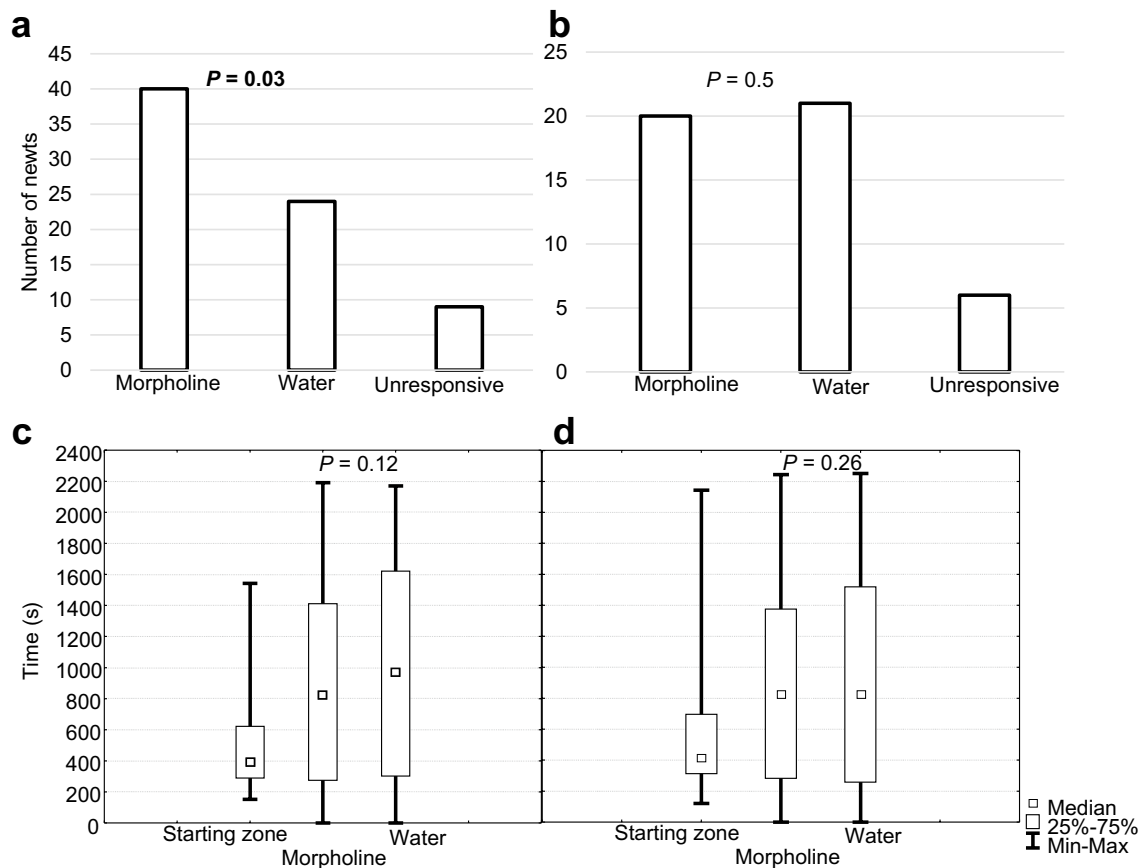 a
45
40
35
30
25
20
15
10
5
0
Number of newts
P = 0.03
Morpholine Water Unresponsive
b
25
20
15
10
5
0
P = 0.5
Morpholine Water Unresponsive
c
2400
2200
2000
1800
1600
1400
1200
1000
800
600
400
200
0
Time (s)
P = 0.12
Starting zone Water
Morpholine
d
P = 0.26
Starting zone Water
Morpholine
Median
25%-75%
Min-Max